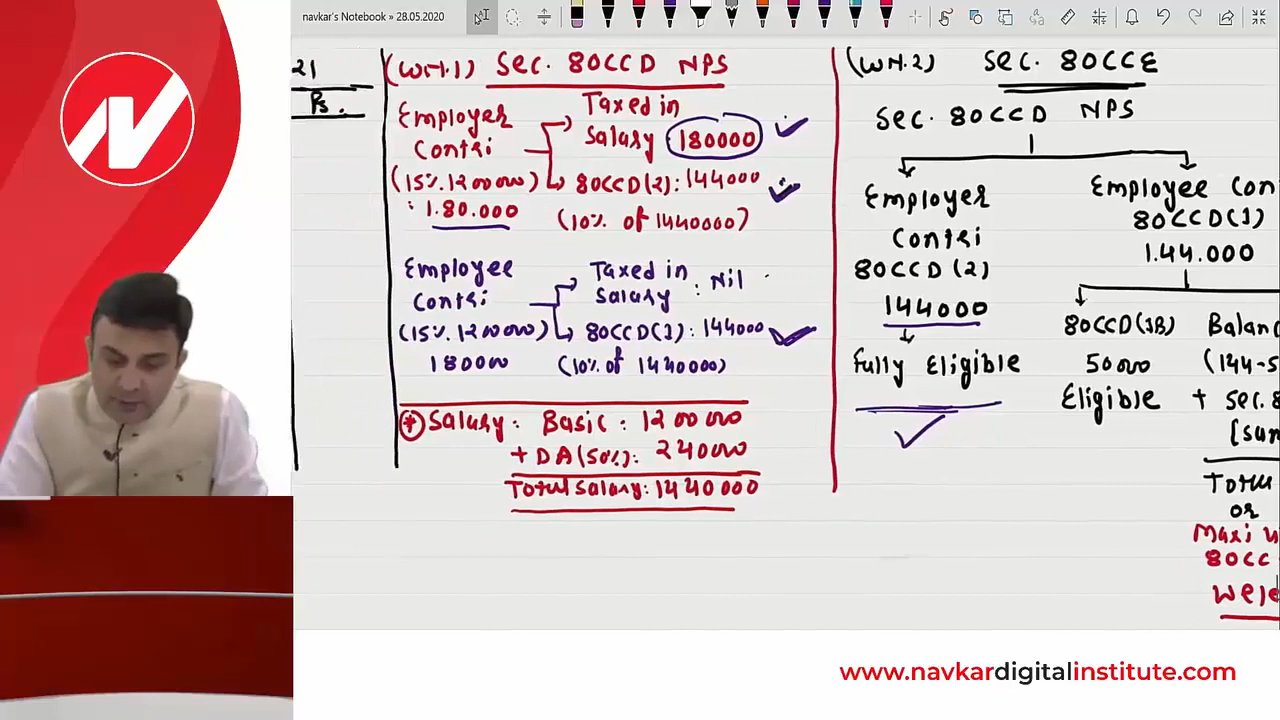 navkar's Notebook » 28.05.2020
21
Rs.
(WN.1) Sec. 80CCD NPS
Employer
Contri
(15%.1200000)
: 1.80.000
Taxed in
Salary 180000
80CCD(2): 144000
(10% of 1440000)
Employee
Contri
(15%.1200000)
180000
Taxed in
Salary : Nil
80CCD(1): 144000
(10% of 1440000)
* Salary: Basic: 1200000
+ DA(50%): 240000
Total Salary: 1440000
(WN.2) Sec. 80CCE
Sec. 80CCD NPS
Employer
Contri
80CCD(2)
144000
Fully Eligible
Employee Con
80CCD(1)
1.44.000
80CCD(1B)
50000
Eligible
Balan
(144-5
+ Sec. 8
[Sum
Total
or
Maxi
80CC
www.navkardigitalinstitute.com